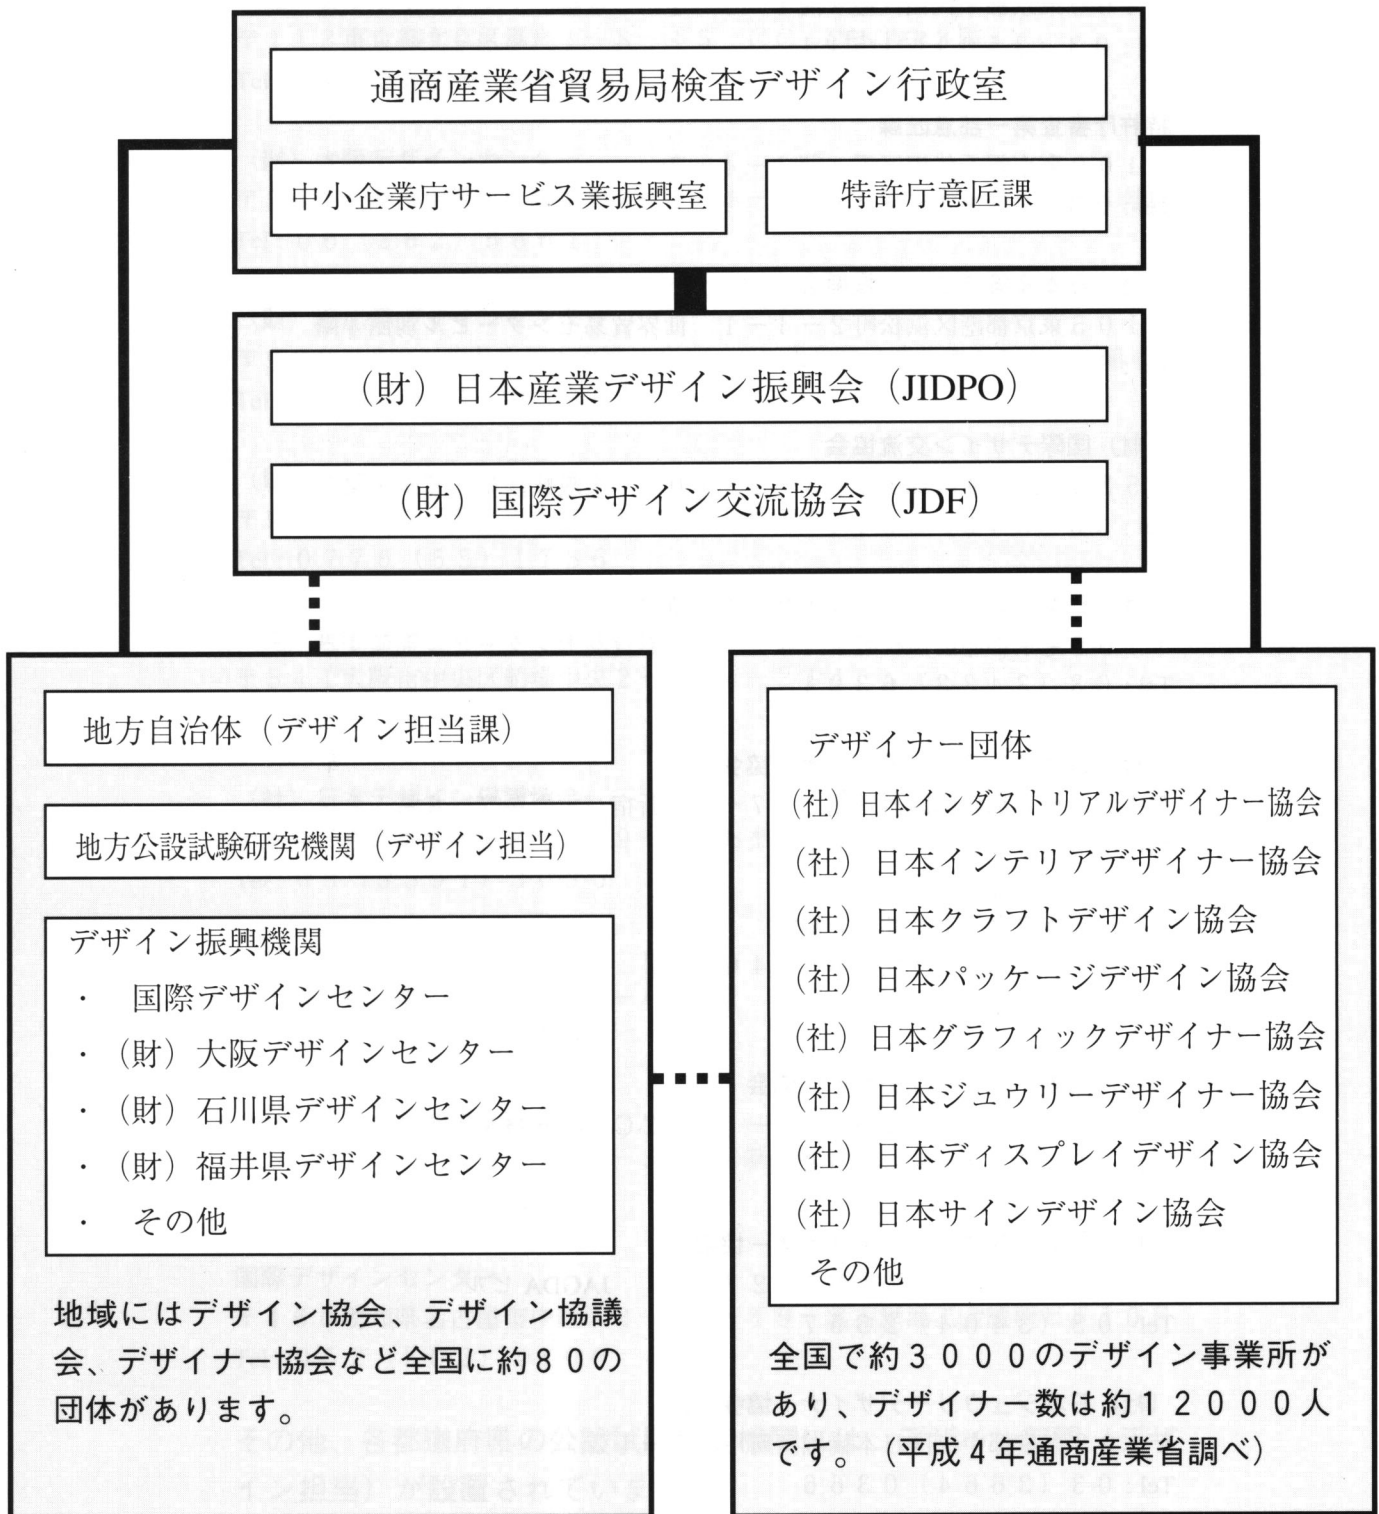 通商産業省貿易局検査デザイン行政室
中小企業庁サービス業振興室
特許庁意匠課
（財）日本産業デザイン振興会（JIDPO）
（財）国際デザイン交流協会（JDF）
地方自治体（デザイン担当課）
地方公設試験研究機関（デザイン担当）
デザイン振興機関
・　国際デザインセンター
・（財）大阪デザインセンター
・（財）石川県デザインセンター
・（財）福井県デザインセンター
・　その他
地域にはデザイン協会、デザイン協議
会、デザイナー協会など全国に約８０の
団体があります。
デザイナー団体
（社）日本インダストリアルデザイナー協会
（社）日本インテリアデザイナー協会
（社）日本クラフトデザイン協会
（社）日本パッケージデザイン協会
（社）日本グラフィックデザイナー協会
（社）日本ジュウリーデザイナー協会
（社）日本ディスプレイデザイン協会
（社）日本サインデザイン協会
その他
全国で約３０００のデザイン事業所が
あり、デザイナー数は約１２０００人
です。（平成４年通商産業省調べ）